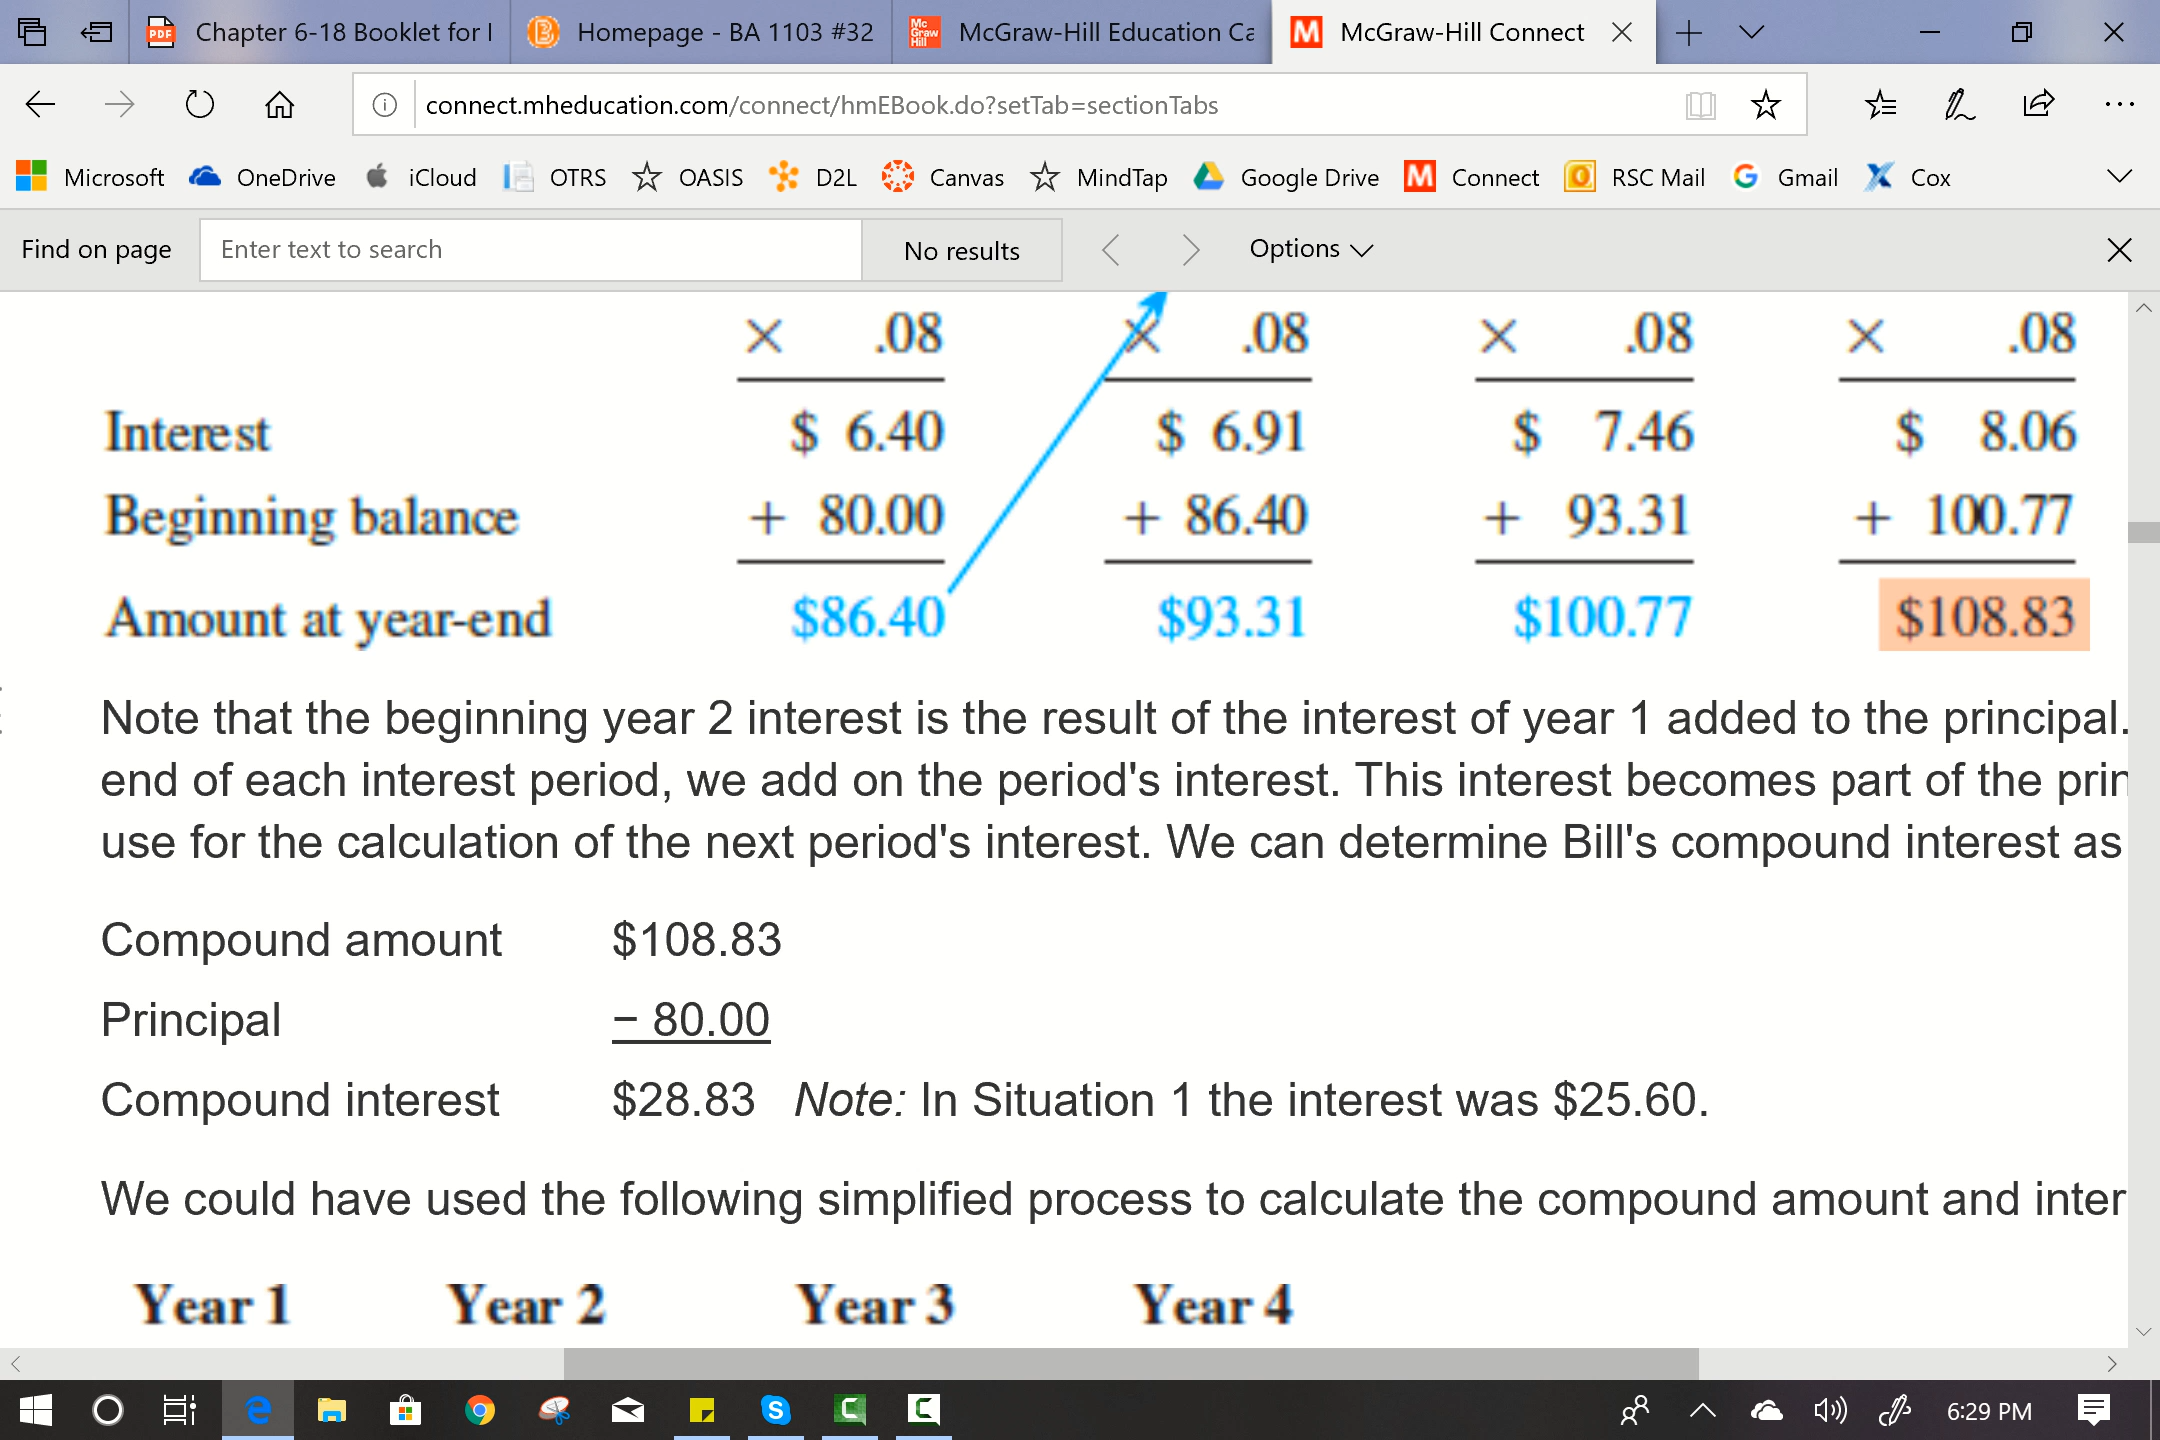 Chapter 6-18 Booklet for I
Homepage - BA 1103 #32
McGraw-Hill Education Ca
McGraw-Hill Connect
connect.mheducation.com/connect/hmEBook.do?setTab=sectionTabs
Microsoft OneDrive iCloud OTRS OASIS D2L Canvas MindTap Google Drive Connect RSC Mail Gmail Cox
Find on page Enter text to search No results Options
× .08 × .08 × .08 × .08
Interest $ 6.40 $ 6.91 $ 7.46 $ 8.06
Beginning balance + 80.00 + 86.40 + 93.31 + 100.77
Amount at year-end $86.40 $93.31 $100.77 $108.83
Note that the beginning year 2 interest is the result of the interest of year 1 added to the principal.
end of each interest period, we add on the period's interest. This interest becomes part of the prin
use for the calculation of the next period's interest. We can determine Bill's compound interest as
Compound amount $108.83
Principal − 80.00
Compound interest $28.83 Note: In Situation 1 the interest was $25.60.
We could have used the following simplified process to calculate the compound amount and inter
Year 1 Year 2 Year 3 Year 4
6:29 PM